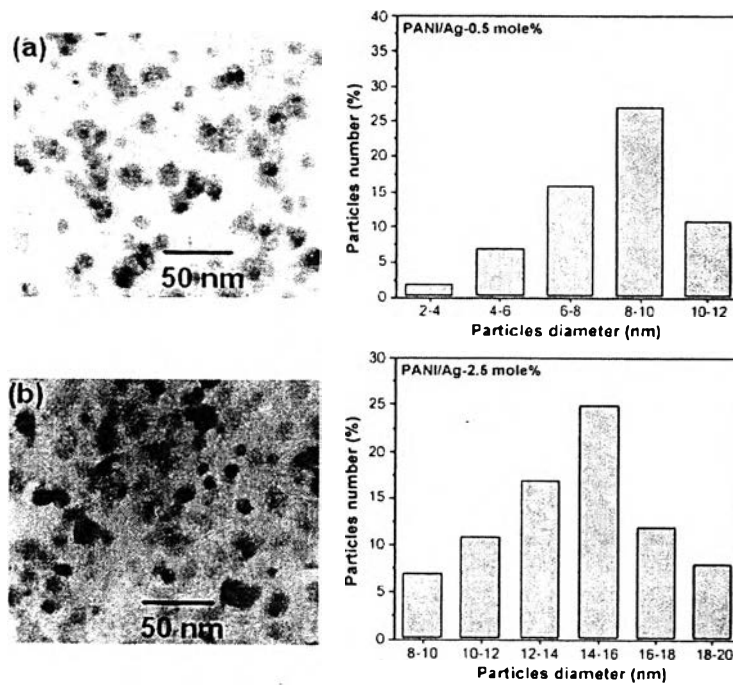 (a)
50 nm
PANI/Ag-0.5 mole%
Particles number (%)
40
35
30
25
20
15
10
5
0
2-4 4-6 6-8 8-10 10-12
Particles diameter (nm)
(b)
50 nm
PANI/Ag-2.5 mole%
Particles number (%)
30
25
20
15
10
5
0
8-10 10-12 12-14 14-16 16-18 18-20
Particles diameter (nm)